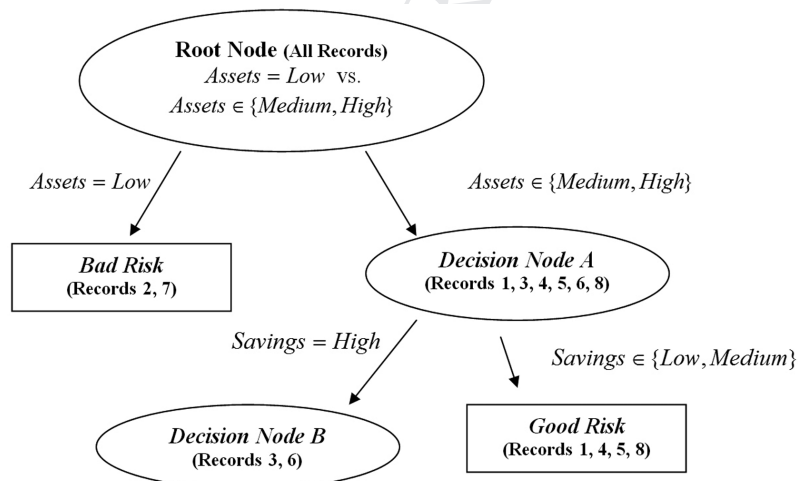 Root Node (All Records)
Assets = Low vs.
Assets ∈ {Medium, High}
Assets = Low
Assets ∈ {Medium, High}
Bad Risk
(Records 2, 7)
Decision Node A
(Records 1, 3, 4, 5, 6, 8)
Savings = High
Savings ∈ {Low, Medium}
Decision Node B
(Records 3, 6)
Good Risk
(Records 1, 4, 5, 8)